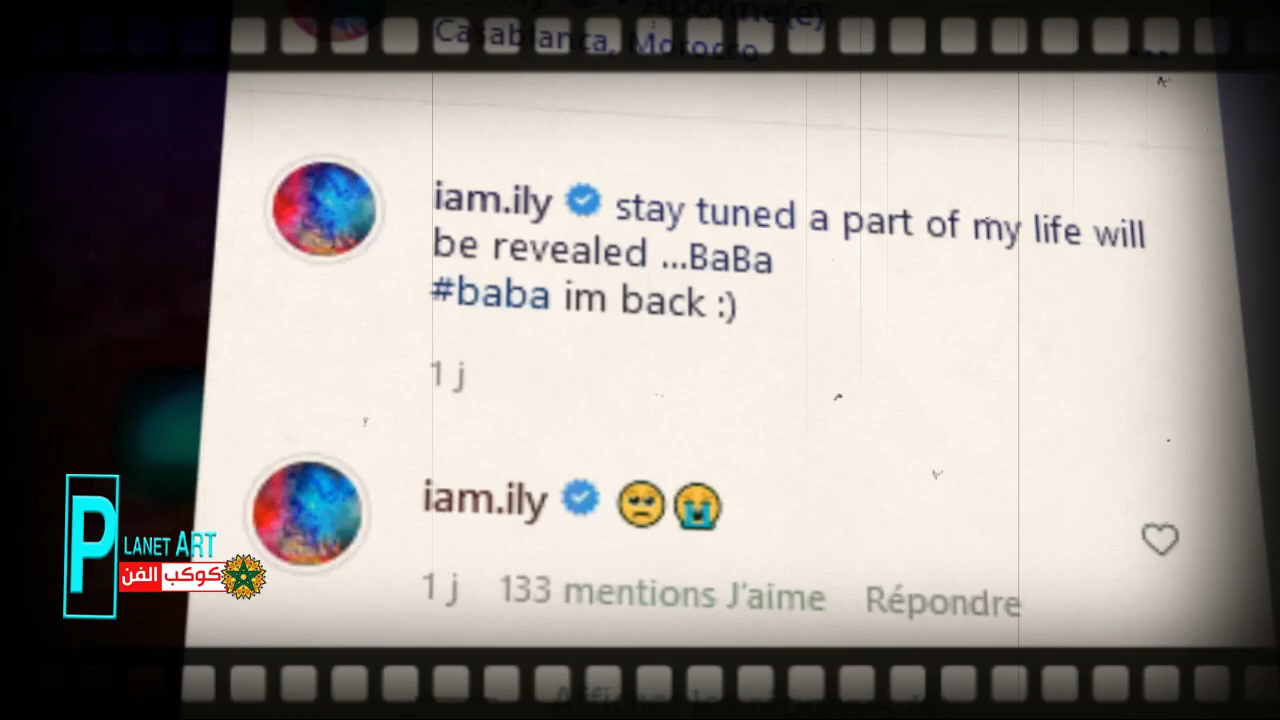 Abonné(e)
Casablanca, Morocco
iam.ily stay tuned a part of my life will
be revealed ...BaBa
#baba im back :)
1 j
iam.ily 🥺😭
1 j 133 mentions J'aime Répondre
PLANET ART
كوكب الفن